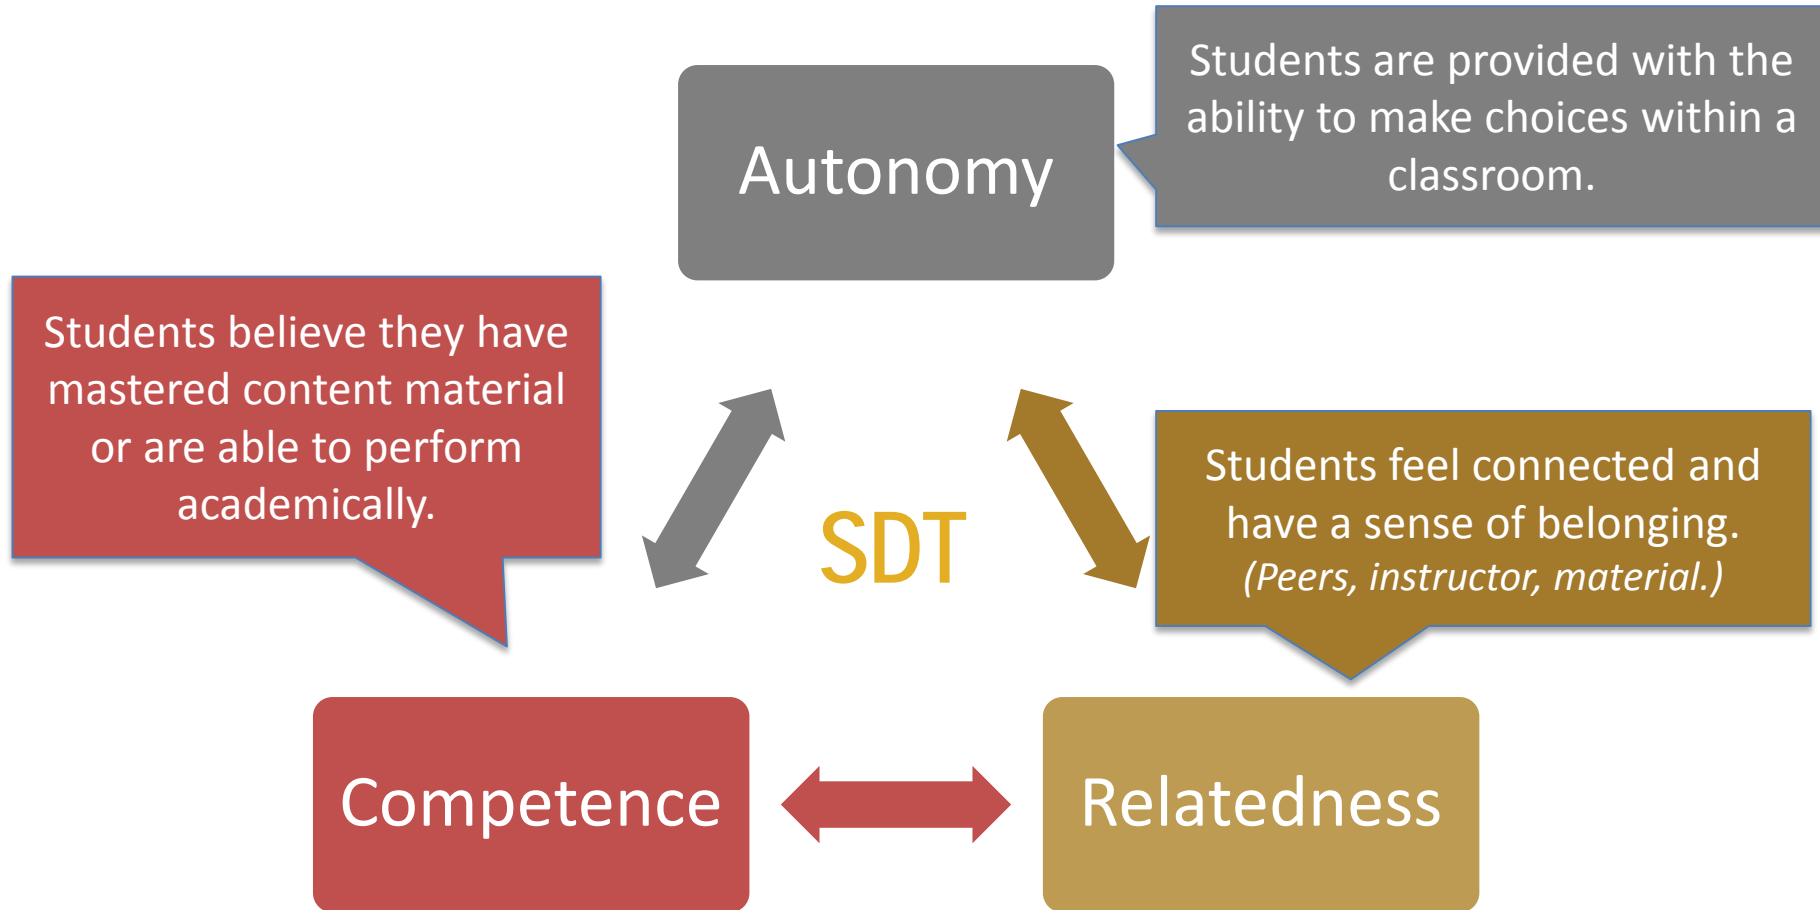 Autonomy
Students are provided with the
ability to make choices within a
classroom.
Students believe they have
mastered content material
or are able to perform
academically.
SDT
Students feel connected and
have a sense of belonging.
(Peers, instructor, material.)
Competence
Relatedness